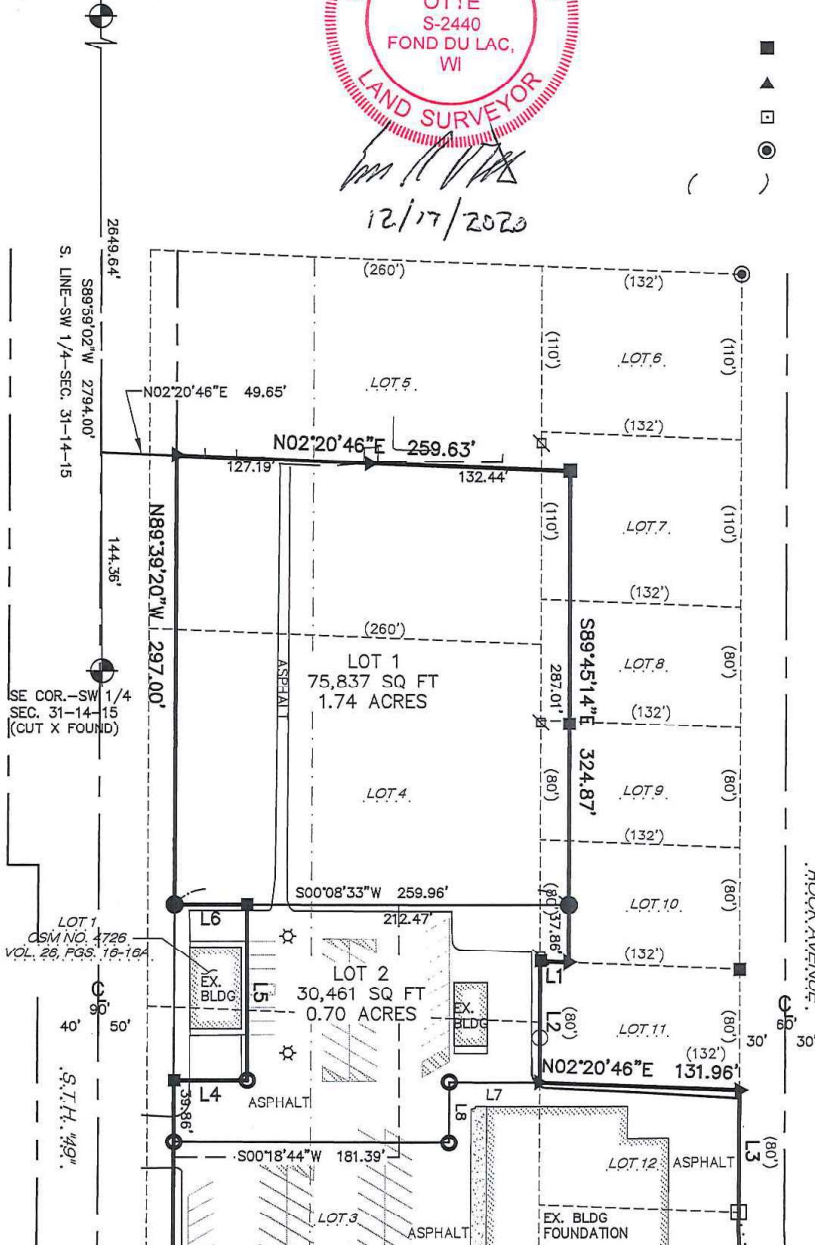 OTTE
S-2440
FOND DU LAC,
WI
LAND SURVEYOR
12/17/2020
( )
2649.64'
S89°59'02"W 2794.00'
S. LINE-SW 1/4-SEC. 31-14-15
144.36'
SE COR.-SW 1/4
SEC. 31-14-15
(CUT X FOUND)
N02°20'46"E 49.65'
N02°20'46"E 259.63'
127.19'
132.44'
N89°39'20"W 297.00'
(260')
(132')
(110')
LOT 5
LOT 6
(110')
(132')
(110')
LOT 7
(110')
(132')
(260')
LOT 1
75,837 SQ FT
1.74 ACRES
ASPHALT
S89°45'14"E 324.87'
287.01'
LOT 8
(80')
(132')
LOT 4
(80')
LOT 9
(80')
(132')
S00°08'33"W 259.96'
212.47'
(80')
37.86'
LOT 10
(80')
(132')
L6
LOT 1
CSM NO. 4726
VOL. 26, PGS. 16-16A
EX.
BLDG
L5
LOT 2
30,461 SQ FT
0.70 ACRES
EX.
BLDG
L1
L2
(80')
LOT 11
(80')
90'
40' 50'
60'
30' 30'
S.T.H. "49"
L4
39.86'
ASPHALT
N02°20'46"E 131.96'
(132')
L7
L8
L3
(80')
S00°18'44"W 181.39'
LOT 12
ASPHALT
LOT 3
ASPHALT
EX. BLDG
FOUNDATION